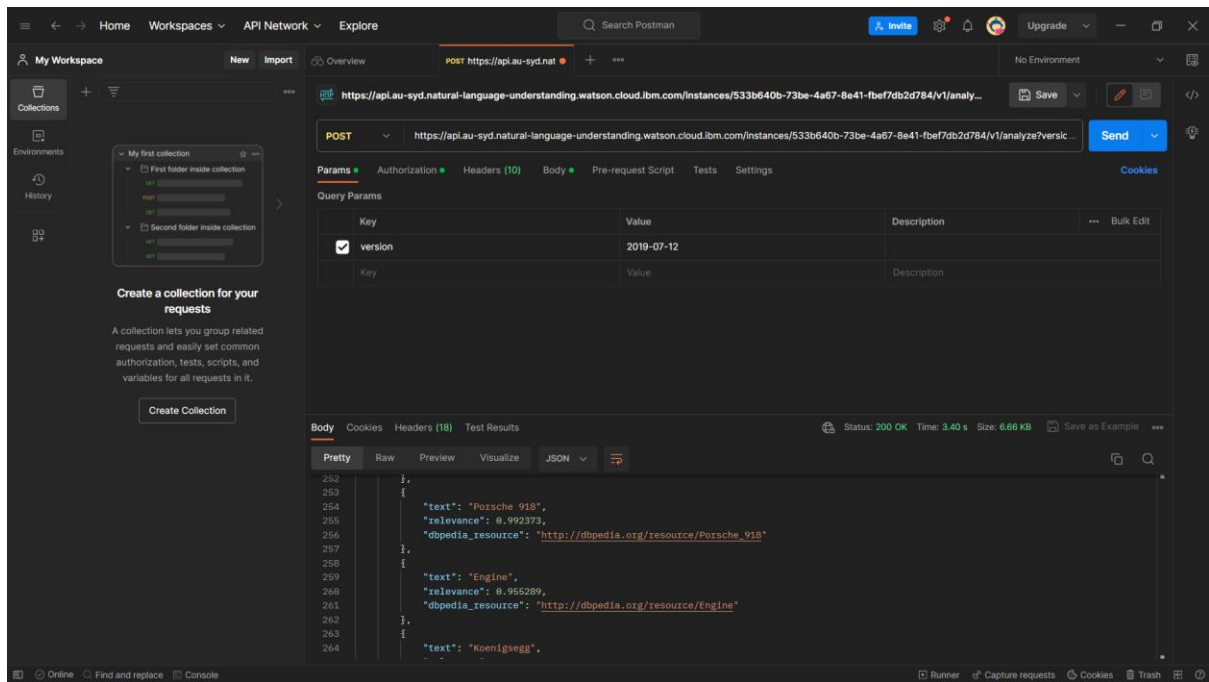 Home Workspaces API Network Explore Search Postman Invite Upgrade
My Workspace New Import Overview POST https://api.au-syd.nat No Environment
Collections
Environments
History
My first collection
First folder inside collection
GET
POST
GET
Second folder inside collection
GET
GET
Create a collection for your
requests
A collection lets you group related
requests and easily set common
authorization, tests, scripts, and
variables for all requests in it.
Create Collection
HTTP https://api.au-syd.natural-language-understanding.watson.cloud.ibm.com/instances/533b640b-73be-4a67-8e41-fbef7db2d784/v1/analy... Save
POST https://api.au-syd.natural-language-understanding.watson.cloud.ibm.com/instances/533b640b-73be-4a67-8e41-fbef7db2d784/v1/analyze?versic... Send
Params Authorization Headers (10) Body Pre-request Script Tests Settings Cookies
Query Params
Key Value Description Bulk Edit
version 2019-07-12
Key Value Description
Body Cookies Headers (18) Test Results Status: 200 OK Time: 3.40 s Size: 6.66 KB Save as Example
Pretty Raw Preview Visualize JSON
252 },
253 {
254 "text": "Porsche 918",
255 "relevance": 0.992373,
256 "dbpedia_resource": "http://dbpedia.org/resource/Porsche_918"
257 },
258 {
259 "text": "Engine",
260 "relevance": 0.955289,
261 "dbpedia_resource": "http://dbpedia.org/resource/Engine"
262 },
263 {
264 "text": "Koenigsegg",
Online Find and replace Console Runner Capture requests Cookies Trash